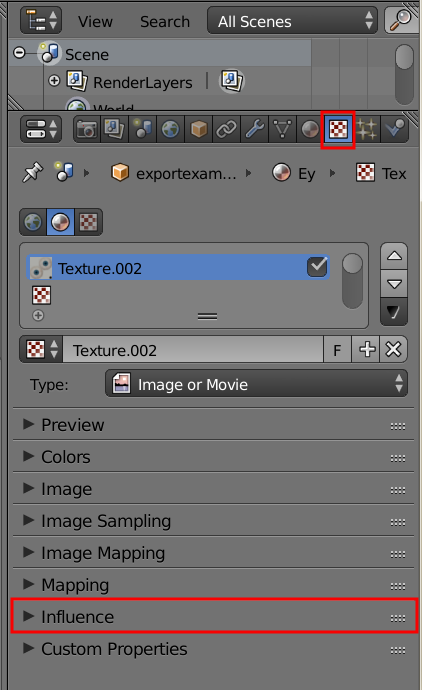 View Search All Scenes
Scene
RenderLayers
World
exportexam... Ey Tex
Texture.002
Texture.002 F
Type: Image or Movie
Preview
Colors
Image
Image Sampling
Image Mapping
Mapping
Influence
Custom Properties